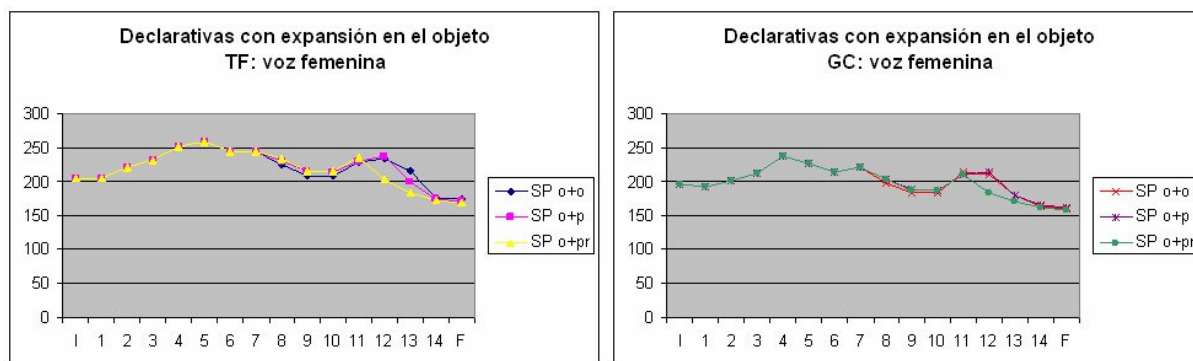 Declarativas con expansión en el objeto
TF: voz femenina
300
250
200
150
100
50
0
I 1 2 3 4 5 6 7 8 9 10 11 12 13 14 F
SP o+o
SP o+p
SP o+pr
Declarativas con expansión en el objeto
GC: voz femenina
300
250
200
150
100
50
0
I 1 2 3 4 5 6 7 8 9 10 11 12 13 14 F
SP o+o
SP o+p
SP o+pr